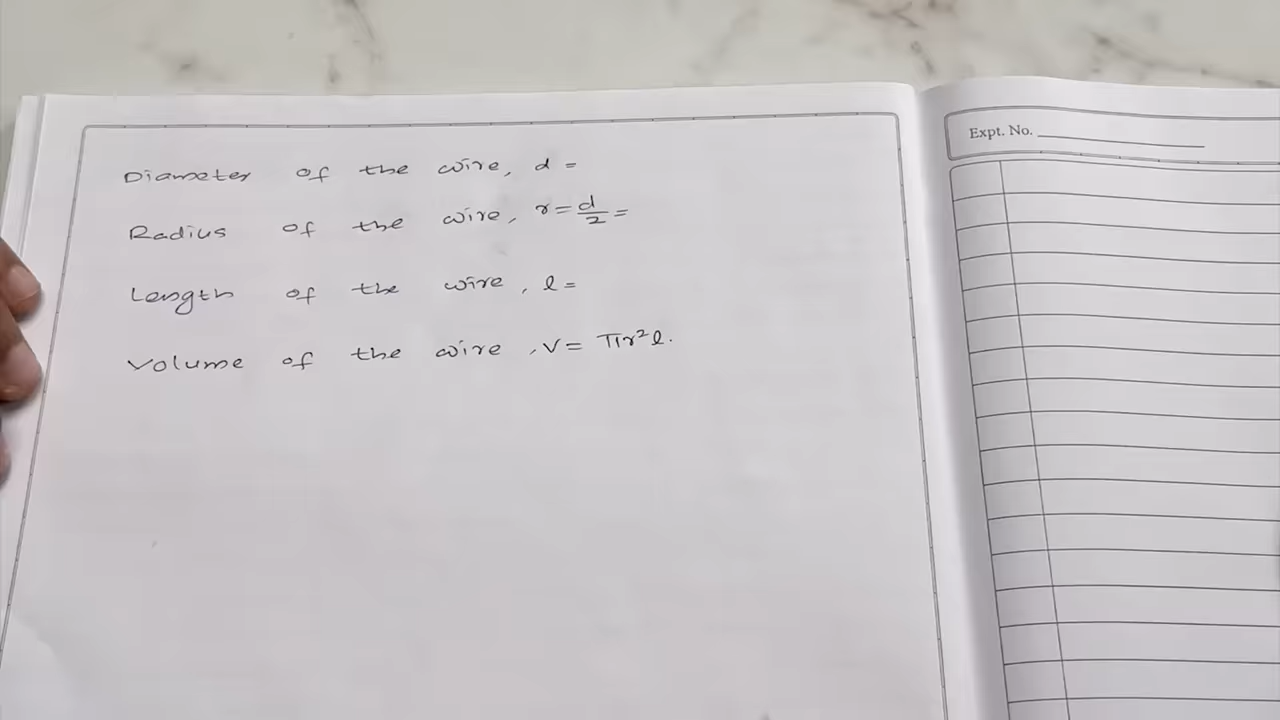 Diameter of the wire, d =
Radius of the wire, r = d/2 =
Length of the wire, l =
Volume of the wire, V = πr²l.
Expt. No.